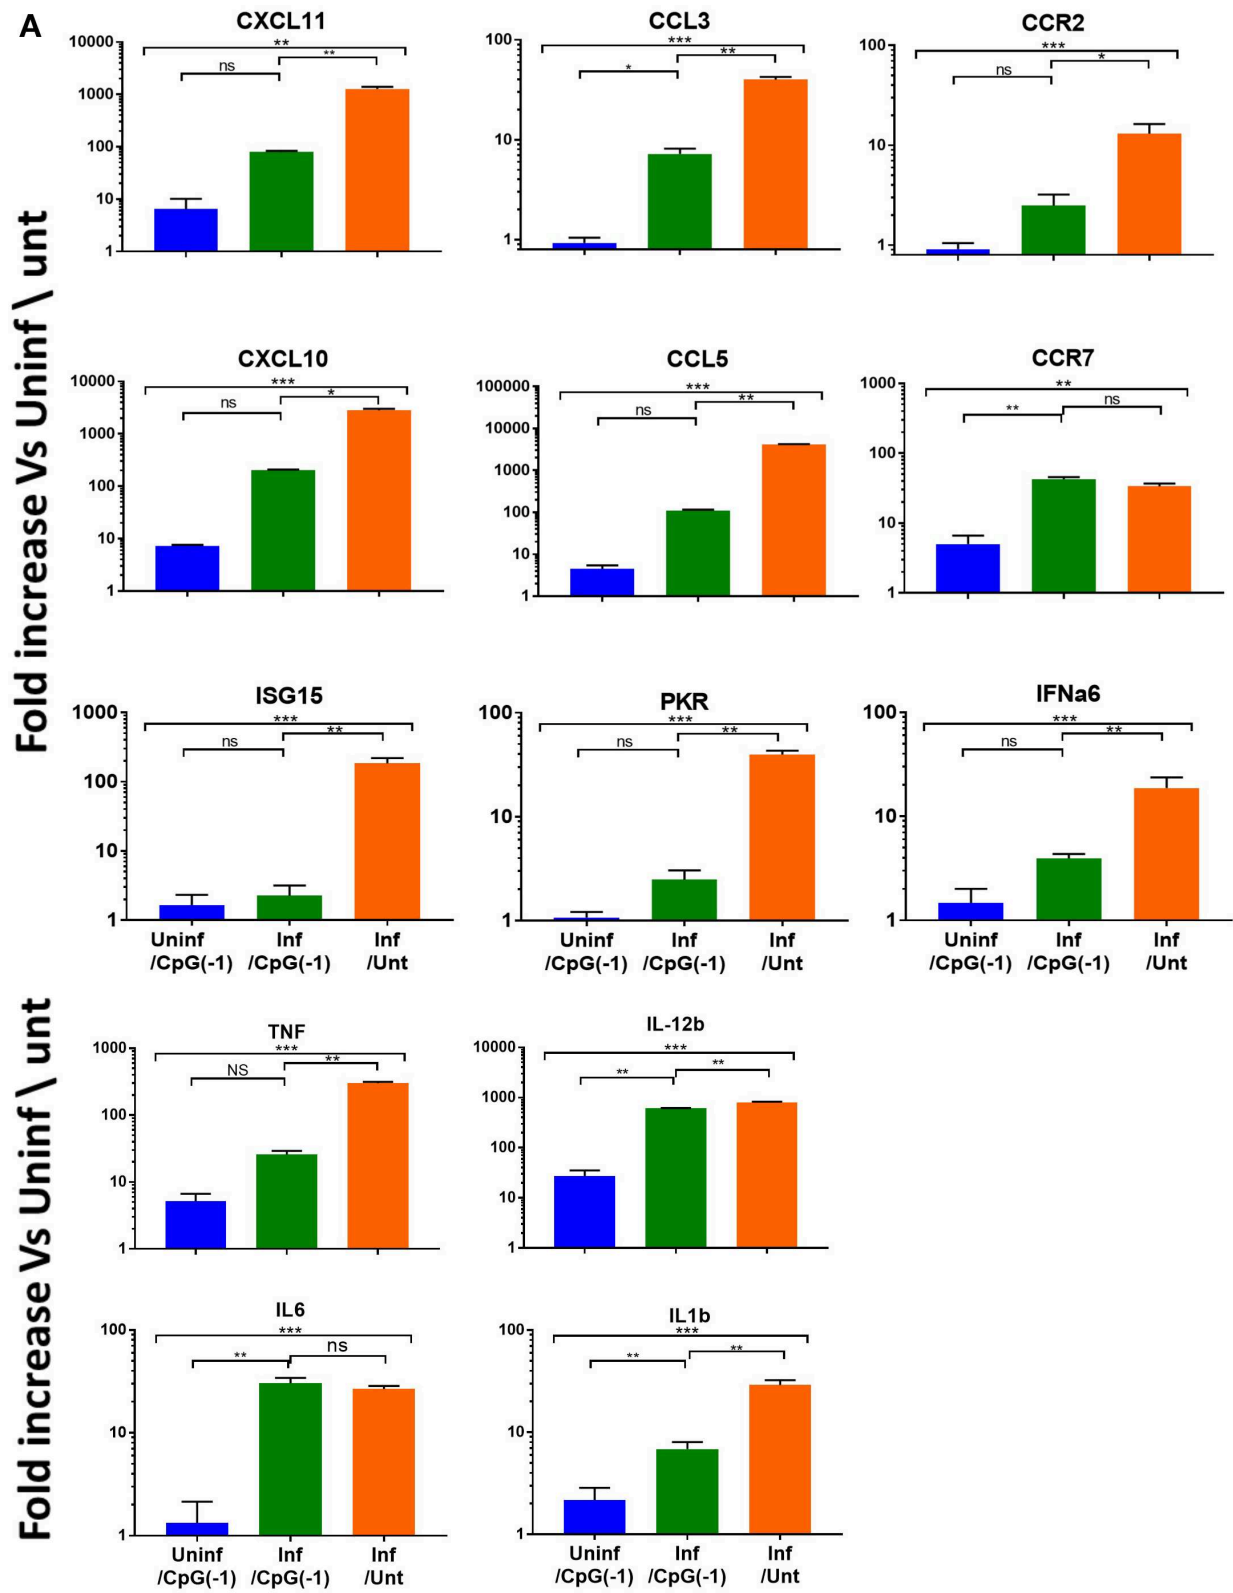 A
Fold increase Vs Uninf \ unt
CXCL11
10000
1000
100
10
1
**
ns
**
CCL3
100
10
1
***
*
**
CCR2
100
10
1
***
ns
*
CXCL10
10000
1000
100
10
1
***
ns
*
CCL5
100000
10000
1000
100
10
1
***
ns
**
CCR7
1000
100
10
1
**
**
ns
ISG15
1000
100
10
1
***
ns
**
Uninf Inf Inf
/CpG(-1) /CpG(-1) /Unt
PKR
100
10
1
***
ns
**
Uninf Inf Inf
/CpG(-1) /CpG(-1) /Unt
IFNa6
100
10
1
***
ns
**
Uninf Inf Inf
/CpG(-1) /CpG(-1) /Unt
Fold increase Vs Uninf \ unt
TNF
1000
100
10
1
***
NS
**
IL-12b
10000
1000
100
10
1
***
**
**
IL6
100
10
1
***
**
ns
Uninf Inf Inf
/CpG(-1) /CpG(-1) /Unt
IL1b
100
10
1
***
**
**
Uninf Inf Inf
/CpG(-1) /CpG(-1) /Unt